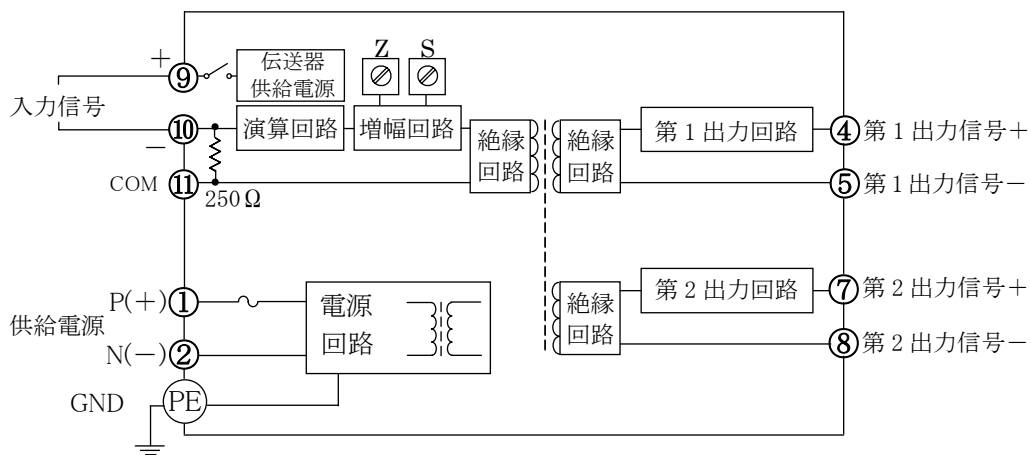 Z
S
+
⑨
伝送器
供給電源
入力信号
⑩
−
演算回路
増幅回路
絶縁
回路
絶縁
回路
第1出力回路
④
第1出力信号+
COM
⑪
250Ω
⑤
第1出力信号−
P(+)
①
供給電源
N(−)
②
電源
回路
絶縁
回路
第2出力回路
⑦
第2出力信号+
⑧
第2出力信号−
GND
PE